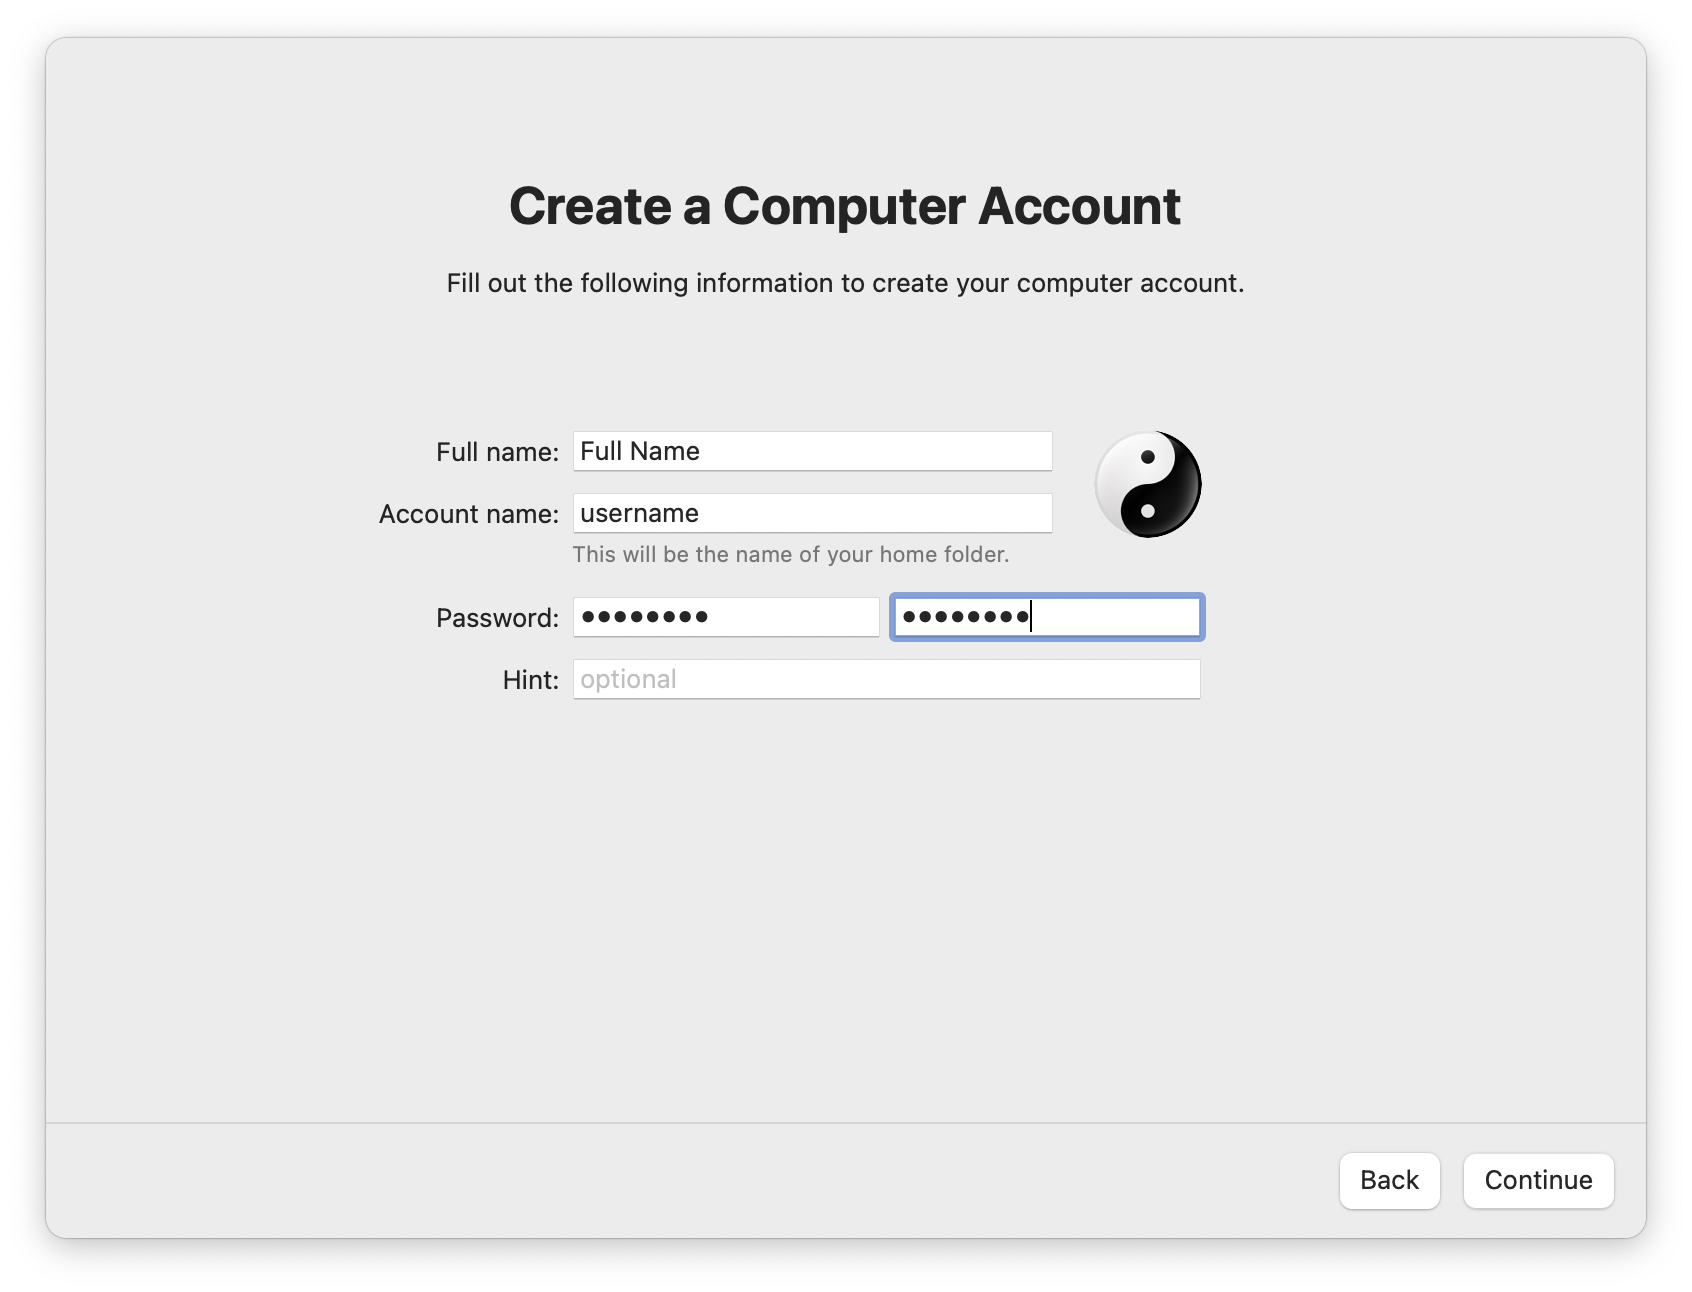 Create a Computer Account
Fill out the following information to create your computer account.
Full name: Full Name
Account name: username
This will be the name of your home folder.
Password: •••••••• ••••••••
Hint: optional
Back Continue